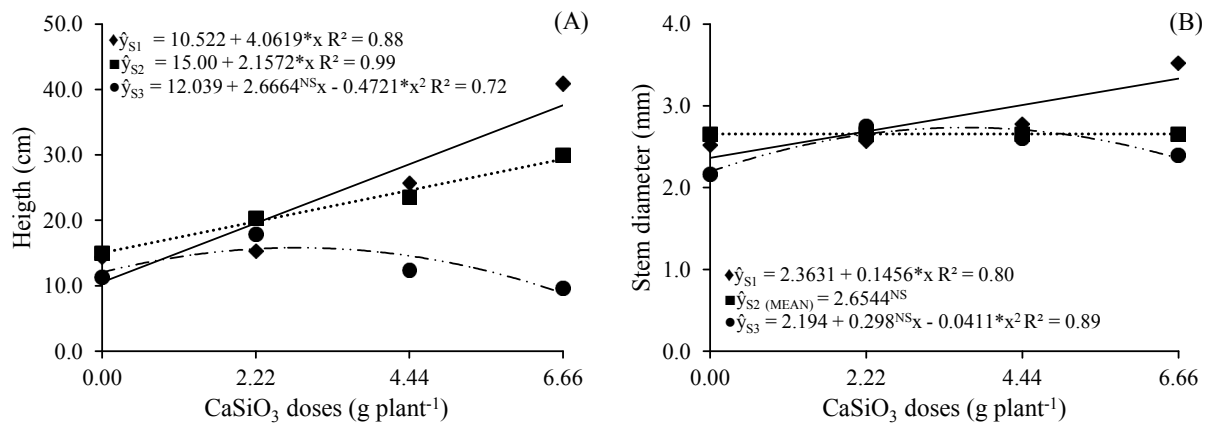 (A)
50.0
40.0
30.0
20.0
10.0
0.0
Heigth (cm)
ŷS1 = 10.522 + 4.0619*x R² = 0.88
ŷS2 = 15.00 + 2.1572*x R² = 0.99
ŷS3 = 12.039 + 2.6664ᴺˢx - 0.4721*x² R² = 0.72
0.00 2.22 4.44 6.66
CaSiO₃ doses (g plant⁻¹)
(B)
4.0
3.0
2.0
1.0
0.0
Stem diameter (mm)
ŷS1 = 2.3631 + 0.1456*x R² = 0.80
ŷS2 (MEAN) = 2.6544ᴺˢ
ŷS3 = 2.194 + 0.298ᴺˢx - 0.0411*x² R² = 0.89
0.00 2.22 4.44 6.66
CaSiO₃ doses (g plant⁻¹)